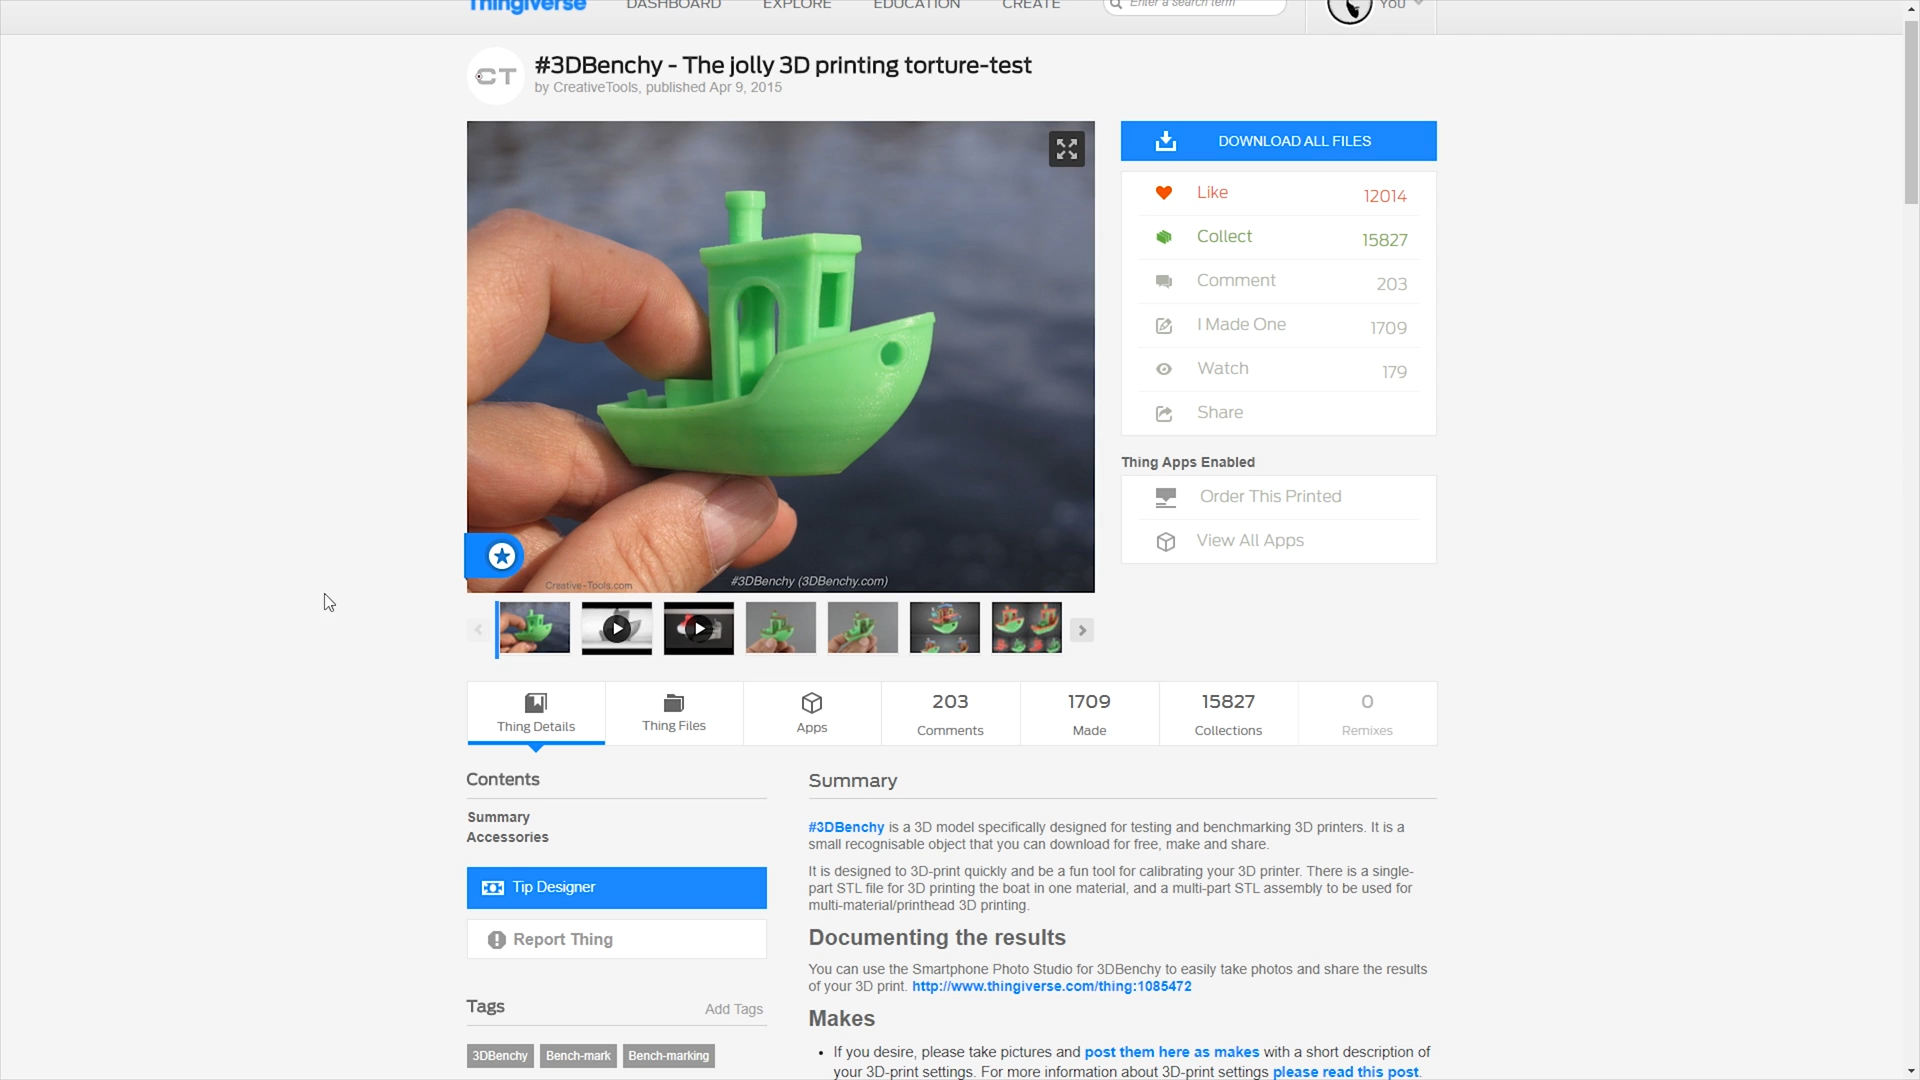 Thingiverse DASHBOARD EXPLORE EDUCATION CREATE Enter a search term YOU
CT
#3DBenchy - The jolly 3D printing torture-test
by CreativeTools, published Apr 9, 2015
DOWNLOAD ALL FILES
Like 12014
Collect 15827
Comment 203
I Made One 1709
Watch 179
Share
Thing Apps Enabled
Order This Printed
View All Apps
Creative-Tools.com
#3DBenchy (3DBenchy.com)
Thing Details
Thing Files
Apps
203
Comments
1709
Made
15827
Collections
0
Remixes
Contents
Summary
Accessories
Tip Designer
Report Thing
Tags Add Tags
3DBenchy Bench-mark Bench-marking
Summary
#3DBenchy is a 3D model specifically designed for testing and benchmarking 3D printers. It is a
small recognisable object that you can download for free, make and share.
It is designed to 3D-print quickly and be a fun tool for calibrating your 3D printer. There is a single-
part STL file for 3D printing the boat in one material, and a multi-part STL assembly to be used for
multi-material/printhead 3D printing.
Documenting the results
You can use the Smartphone Photo Studio for 3DBenchy to easily take photos and share the results
of your 3D print. http://www.thingiverse.com/thing:1085472
Makes
• If you desire, please take pictures and post them here as makes with a short description of
your 3D-print settings. For more information about 3D-print settings please read this post.